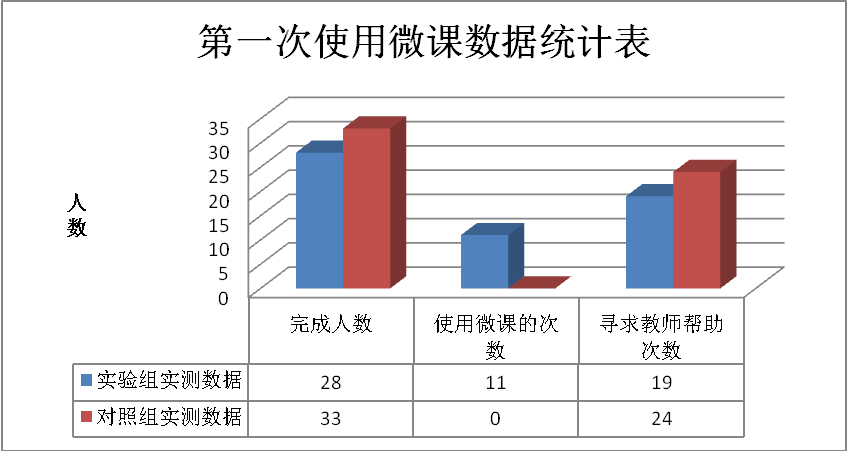 第一次使用微课数据统计表
人数
35
30
25
20
15
10
5
0
完成人数 使用微课的次数 寻求教师帮助次数
实验组实测数据 28 11 19
对照组实测数据 33 0 24